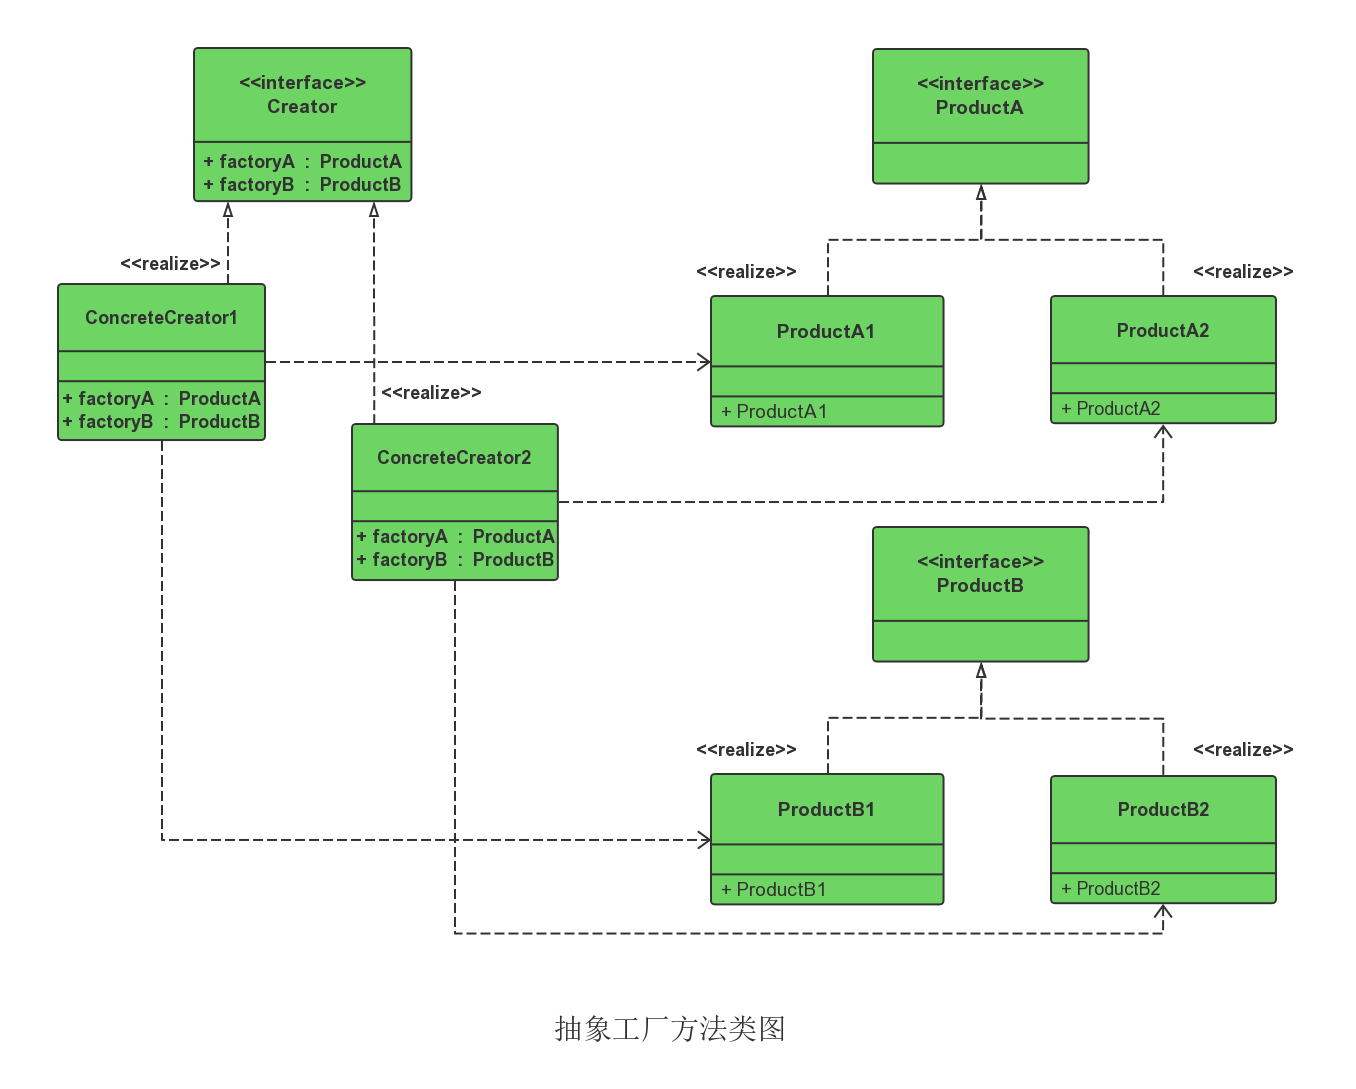 <<interface>>
Creator
+ factoryA : ProductA
+ factoryB : ProductB
<<realize>>
ConcreteCreator1
+ factoryA : ProductA
+ factoryB : ProductB
<<realize>>
ConcreteCreator2
+ factoryA : ProductA
+ factoryB : ProductB
<<interface>>
ProductA
<<realize>>
<<realize>>
ProductA1
+ ProductA1
ProductA2
+ ProductA2
<<interface>>
ProductB
<<realize>>
<<realize>>
ProductB1
+ ProductB1
ProductB2
+ ProductB2
抽象工厂方法类图